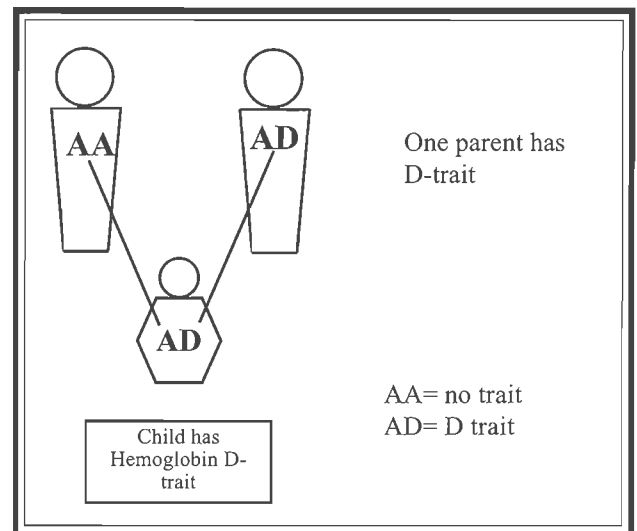 AA
AD
One parent has
D-trait
AD
AA= no trait
AD= D trait
Child has
Hemoglobin D-
trait